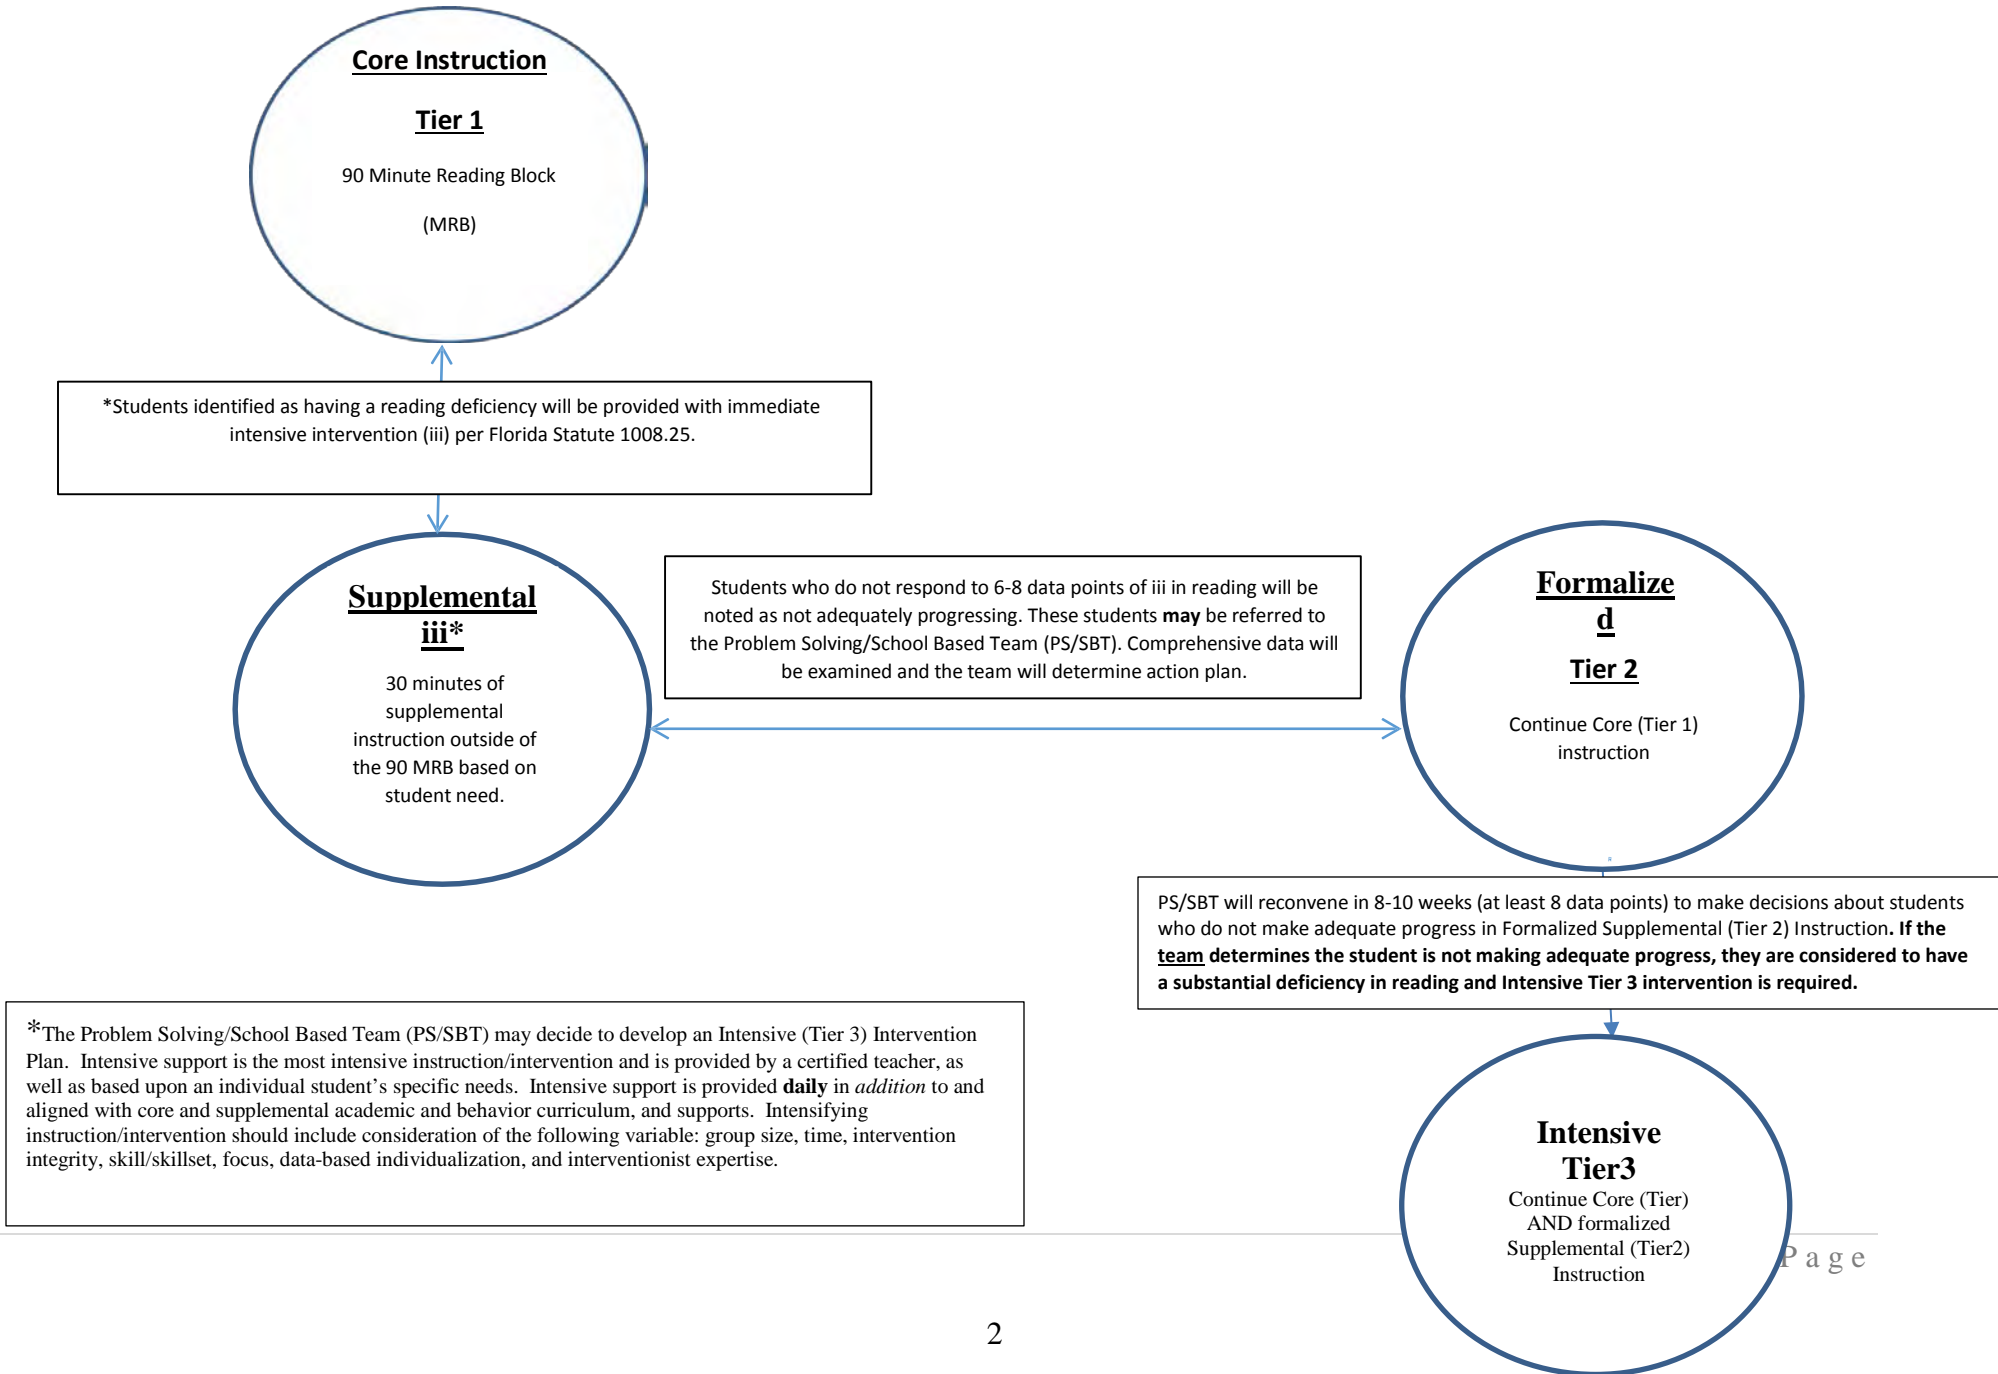 Core Instruction
Tier 1
90 Minute Reading Block
(MRB)
*Students identified as having a reading deficiency will be provided with immediate
intensive intervention (iii) per Florida Statute 1008.25.
Supplemental
iii*
30 minutes of
supplemental
instruction outside of
the 90 MRB based on
student need.
Students who do not respond to 6-8 data points of iii in reading will be
noted as not adequately progressing. These students may be referred to
the Problem Solving/School Based Team (PS/SBT). Comprehensive data will
be examined and the team will determine action plan.
Formalize
d
Tier 2
Continue Core (Tier 1)
instruction
PS/SBT will reconvene in 8-10 weeks (at least 8 data points) to make decisions about students
who do not make adequate progress in Formalized Supplemental (Tier 2) Instruction. If the
team determines the student is not making adequate progress, they are considered to have
a substantial deficiency in reading and Intensive Tier 3 intervention is required.
*The Problem Solving/School Based Team (PS/SBT) may decide to develop an Intensive (Tier 3) Intervention
Plan. Intensive support is the most intensive instruction/intervention and is provided by a certified teacher, as
well as based upon an individual student's specific needs. Intensive support is provided daily in addition to and
aligned with core and supplemental academic and behavior curriculum, and supports. Intensifying
instruction/intervention should include consideration of the following variable: group size, time, intervention
integrity, skill/skillset, focus, data-based individualization, and interventionist expertise.
Intensive
Tier3
Continue Core (Tier)
AND formalized
Supplemental (Tier2)
Instruction
Page
2